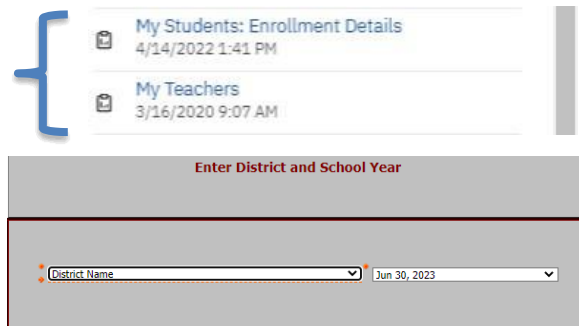 My Students: Enrollment Details
4/14/2022 1:41 PM
My Teachers
3/16/2020 9:07 AM
Enter District and School Year
* District Name * Jun 30, 2023